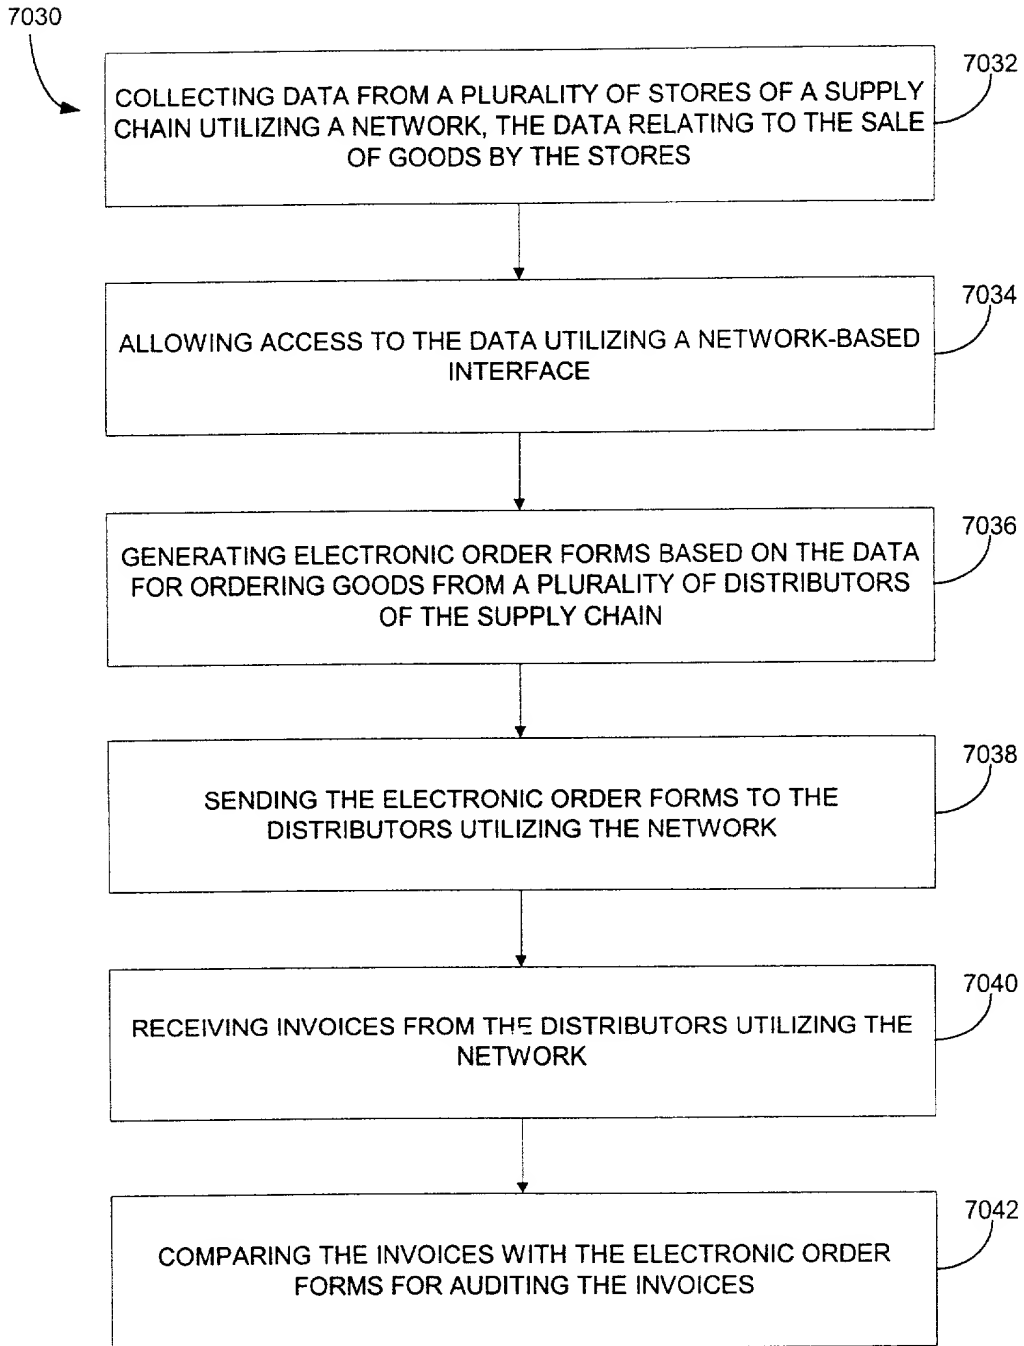 7030
7032
COLLECTING DATA FROM A PLURALITY OF STORES OF A SUPPLY
CHAIN UTILIZING A NETWORK, THE DATA RELATING TO THE SALE
OF GOODS BY THE STORES
7034
ALLOWING ACCESS TO THE DATA UTILIZING A NETWORK-BASED
INTERFACE
7036
GENERATING ELECTRONIC ORDER FORMS BASED ON THE DATA
FOR ORDERING GOODS FROM A PLURALITY OF DISTRIBUTORS
OF THE SUPPLY CHAIN
7038
SENDING THE ELECTRONIC ORDER FORMS TO THE
DISTRIBUTORS UTILIZING THE NETWORK
7040
RECEIVING INVOICES FROM THE DISTRIBUTORS UTILIZING THE
NETWORK
7042
COMPARING THE INVOICES WITH THE ELECTRONIC ORDER
FORMS FOR AUDITING THE INVOICES